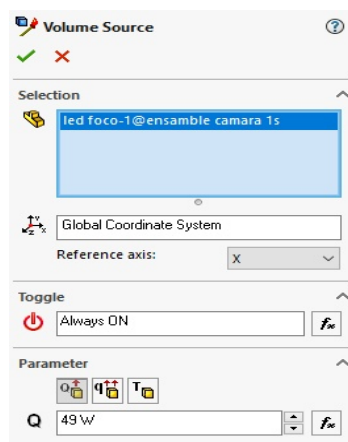 Volume Source
Selection
led foco-1@ensamble camara 1s
Global Coordinate System
Reference axis: X
Toggle
Always ON
Parameter
Q 49 W